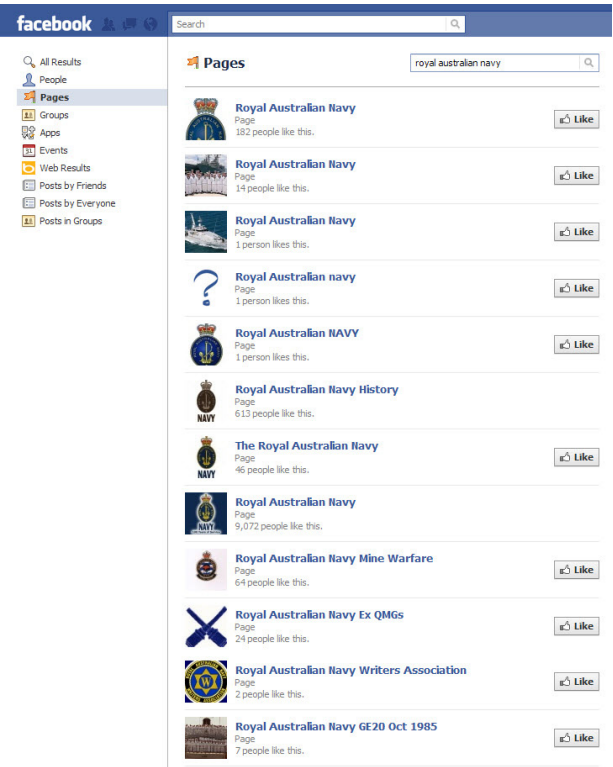 facebook
Search
All Results
People
Pages
Groups
Apps
31
Events
Web Results
Posts by Friends
Posts by Everyone
Posts in Groups
Pages
royal australian navy
Royal Australian Navy
Page
182 people like this.
Like
Royal Australian Navy
Page
14 people like this.
Like
Royal Australian Navy
Page
1 person likes this.
Like
?
Royal Australian navy
Page
1 person likes this.
Like
Royal Australian NAVY
Page
1 person likes this.
Like
NAVY
Royal Australian Navy History
Page
613 people like this.
NAVY
The Royal Australian Navy
Page
46 people like this.
Like
NAVY
Royal Australian Navy
Page
9,072 people like this.
Royal Australian Navy Mine Warfare
Page
64 people like this.
Like
Royal Australian Navy Ex QMGs
Page
24 people like this.
Like
W
Royal Australian Navy Writers Association
Page
2 people like this.
Like
Royal Australian Navy GE20 Oct 1985
Page
7 people like this.
Like